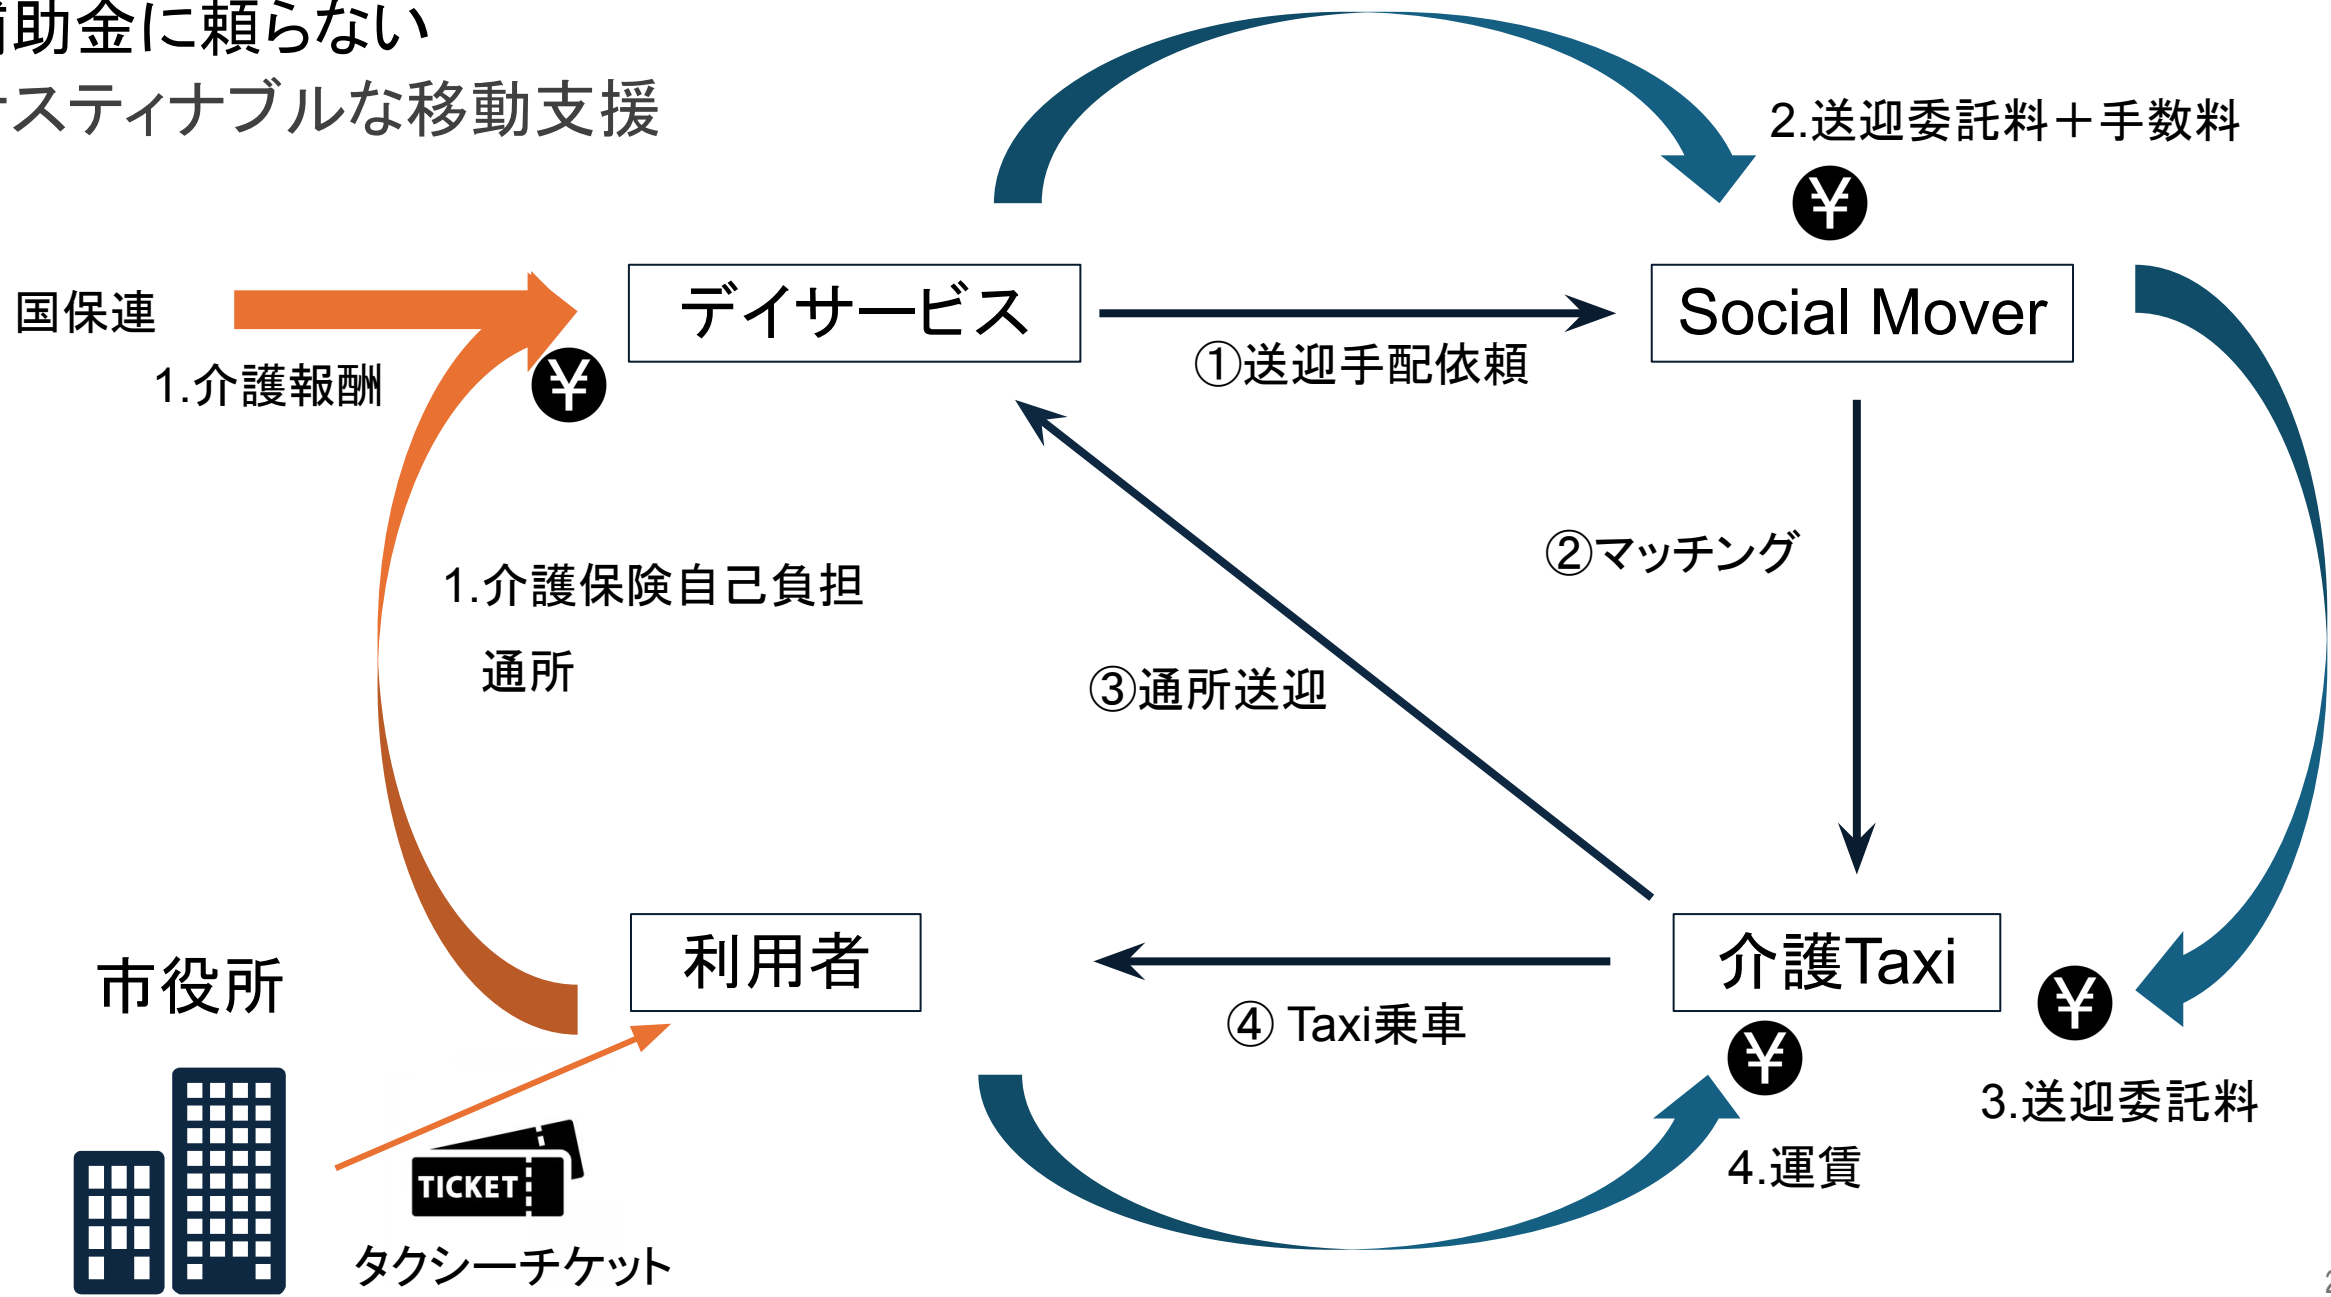 助金に頼らない
スティナブルな移動支援
2.送迎委託料＋手数料
¥
国保連
デイサービス
Social Mover
1.介護報酬
¥
①送迎手配依頼
②マッチング
1.介護保険自己負担
通所
③通所送迎
市役所
利用者
介護Taxi
¥
④ Taxi乗車
¥
3.送迎委託料
4.運賃
TICKET
タクシーチケット